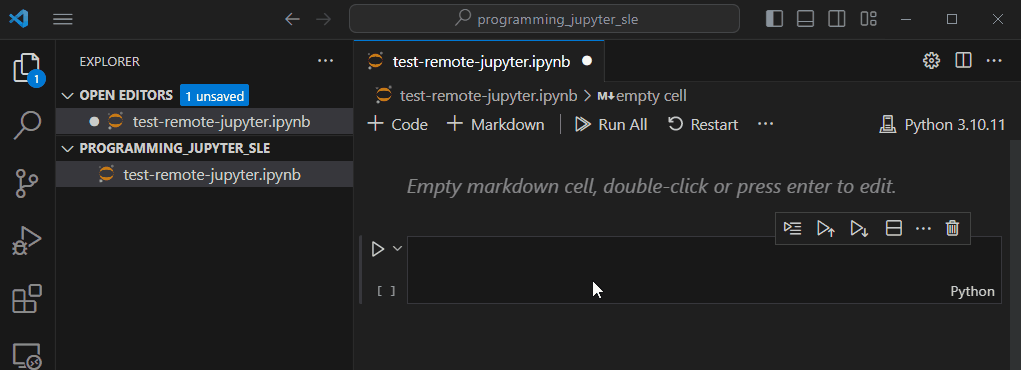 programming_jupyter_sle
EXPLORER
1
OPEN EDITORS 1 unsaved
test-remote-jupyter.ipynb
PROGRAMMING_JUPYTER_SLE
test-remote-jupyter.ipynb
test-remote-jupyter.ipynb
test-remote-jupyter.ipynb > M↓empty cell
+ Code + Markdown Run All Restart ... Python 3.10.11
Empty markdown cell, double-click or press enter to edit.
[ ]
Python